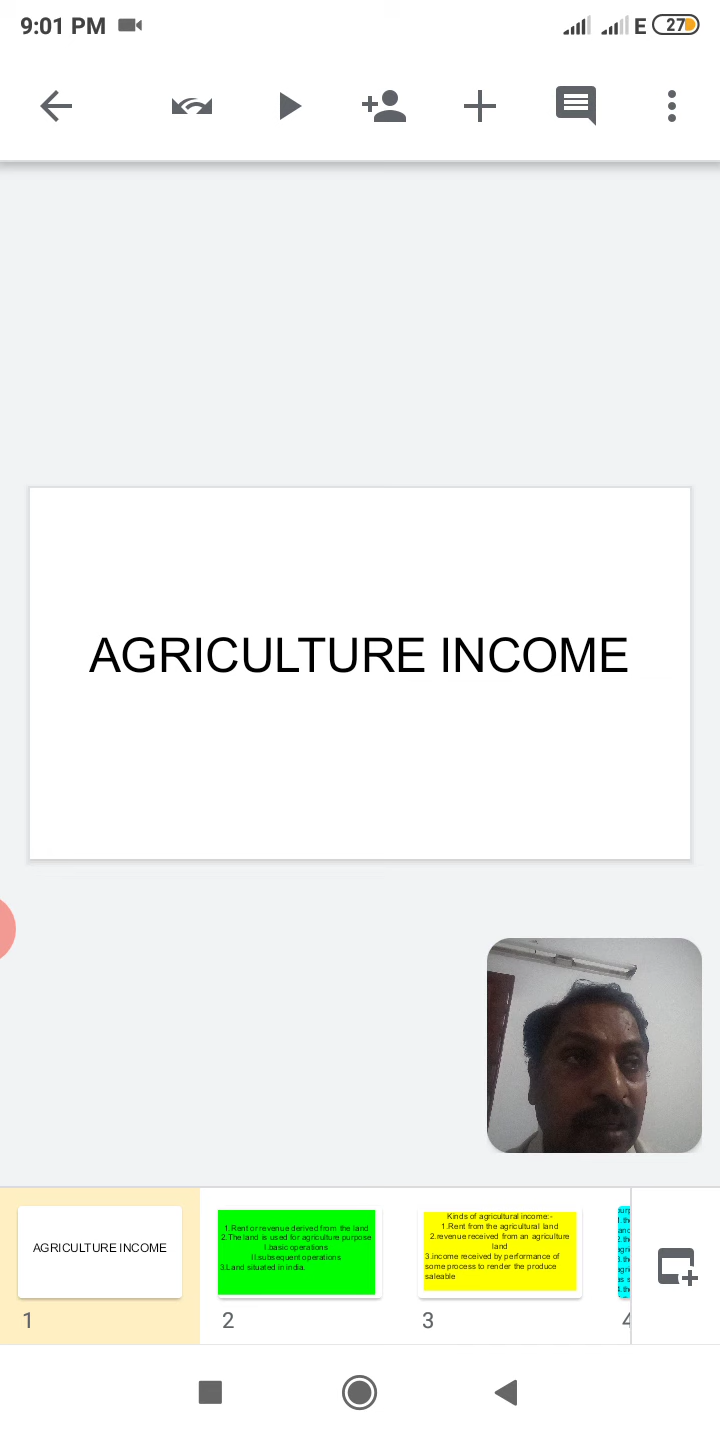 9:01 PM
E
27
AGRICULTURE INCOME
AGRICULTURE INCOME
1.Rent or revenue derived from the land
2.The land is used for agriculture purpose
I.basic operations
II.subsequent operations
3.Land situated in india.
Kinds of agricultural income:-
1.Rent from the agricultural land
2.revenue received from an agriculture
land
3.income received by performance of
some process to render the produce
saleable
1
2
3
4